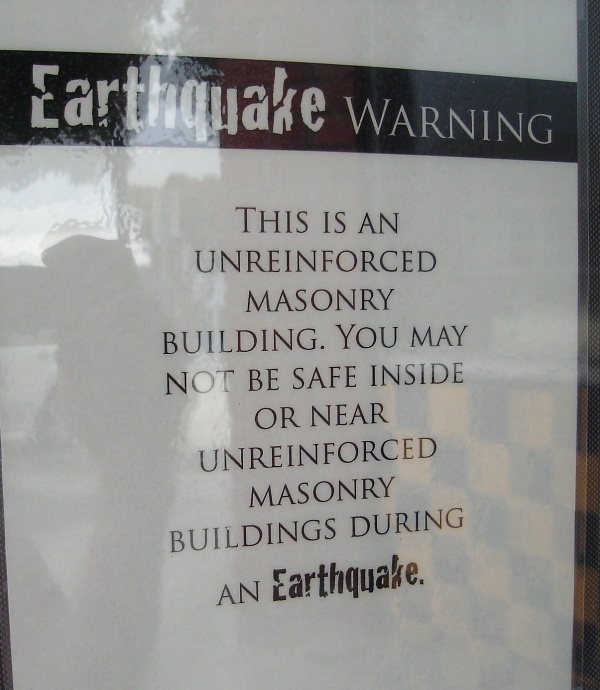 Earthquake WARNING
THIS IS AN
UNREINFORCED
MASONRY
BUILDING. YOU MAY
NOT BE SAFE INSIDE
OR NEAR
UNREINFORCED
MASONRY
BUILDINGS DURING
AN Earthquake.